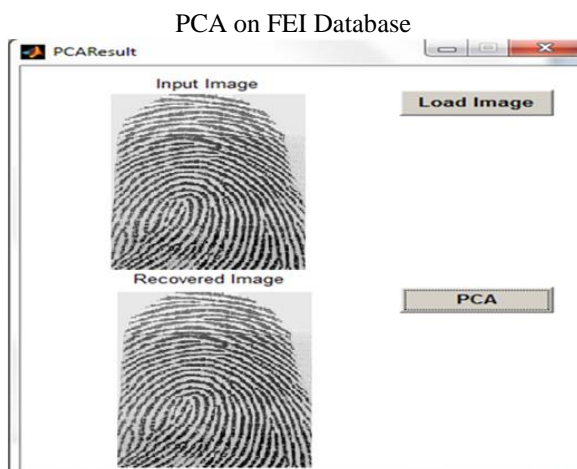 PCA on FEI Database
PCAResult
Input Image
Load Image
Recovered Image
PCA